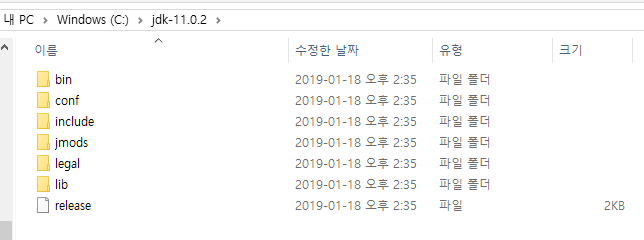 내 PC > Windows (C:) > jdk-11.0.2 >
이름 수정한 날짜 유형 크기
bin 2019-01-18 오후 2:35 파일 폴더
conf 2019-01-18 오후 2:35 파일 폴더
include 2019-01-18 오후 2:35 파일 폴더
jmods 2019-01-18 오후 2:35 파일 폴더
legal 2019-01-18 오후 2:35 파일 폴더
lib 2019-01-18 오후 2:35 파일 폴더
release 2019-01-18 오후 2:35 파일 2KB